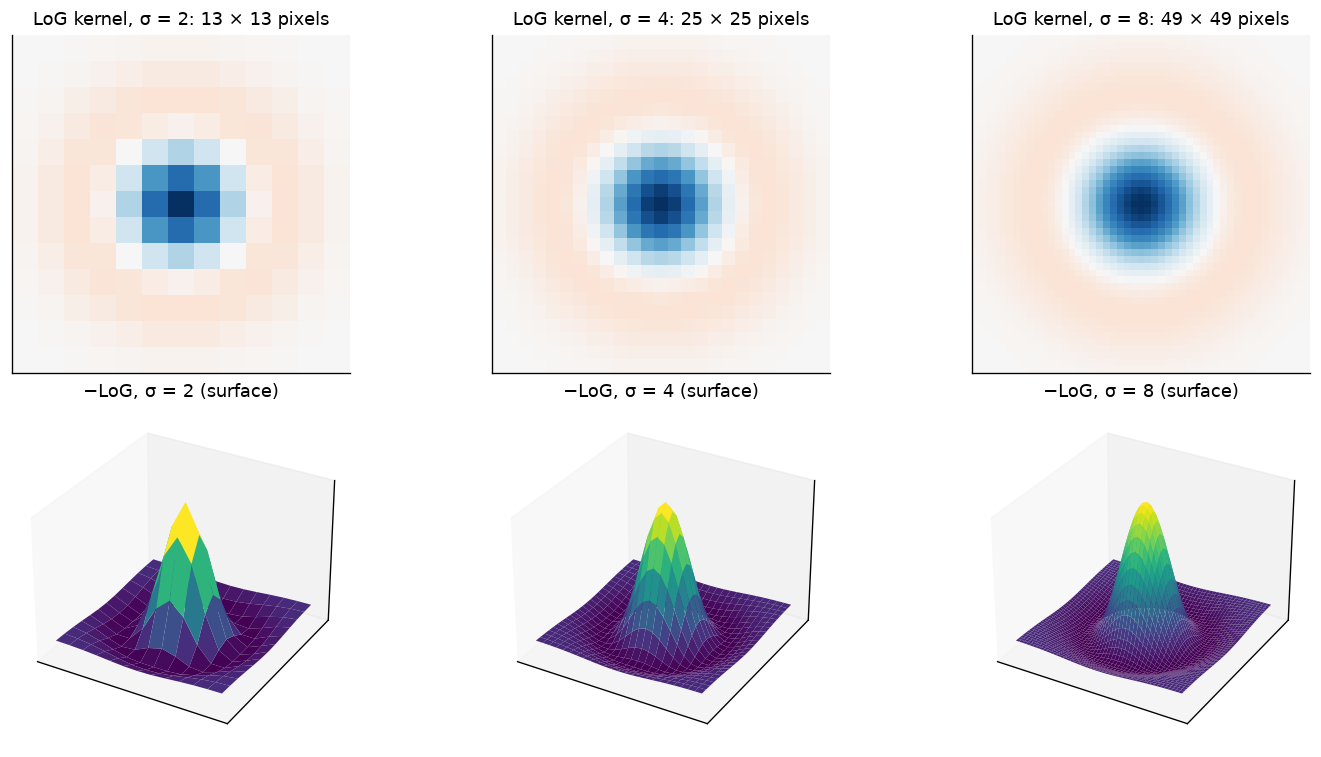 LoG kernel, σ = 2: 13 × 13 pixels
LoG kernel, σ = 4: 25 × 25 pixels
LoG kernel, σ = 8: 49 × 49 pixels
−LoG, σ = 2 (surface)
−LoG, σ = 4 (surface)
−LoG, σ = 8 (surface)